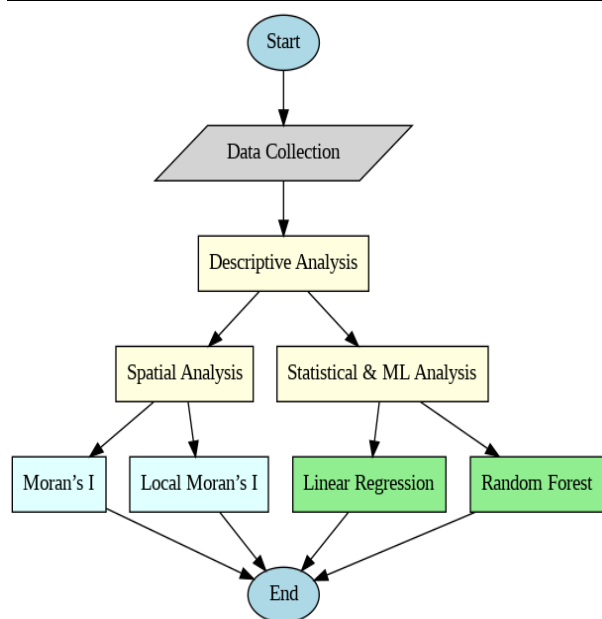 Start
Data Collection
Descriptive Analysis
Spatial Analysis
Statistical & ML Analysis
Moran’s I
Local Moran’s I
Linear Regression
Random Forest
End